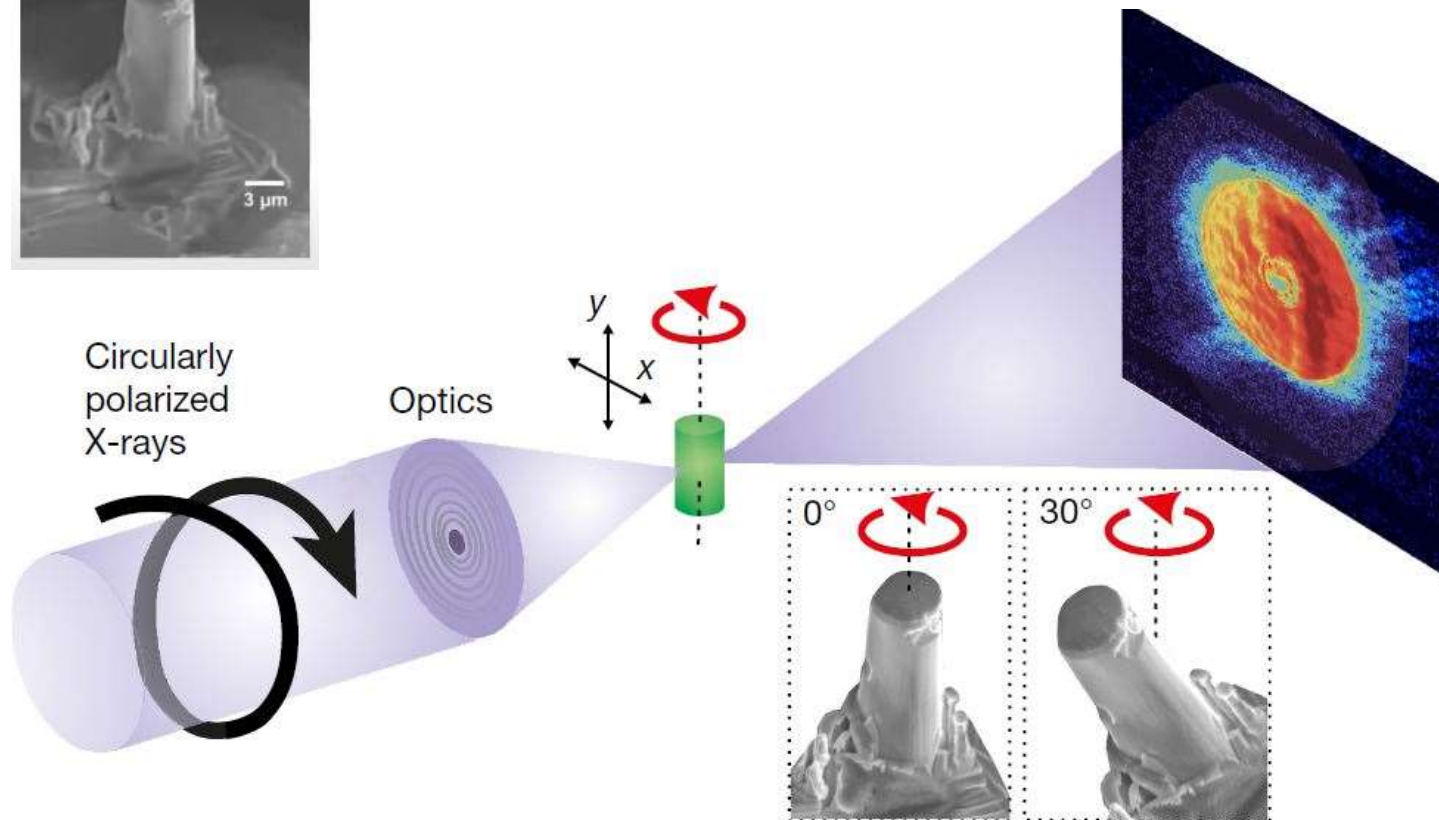 3 µm
Circularly
polarized
X-rays
Optics
y
x
0°
30°